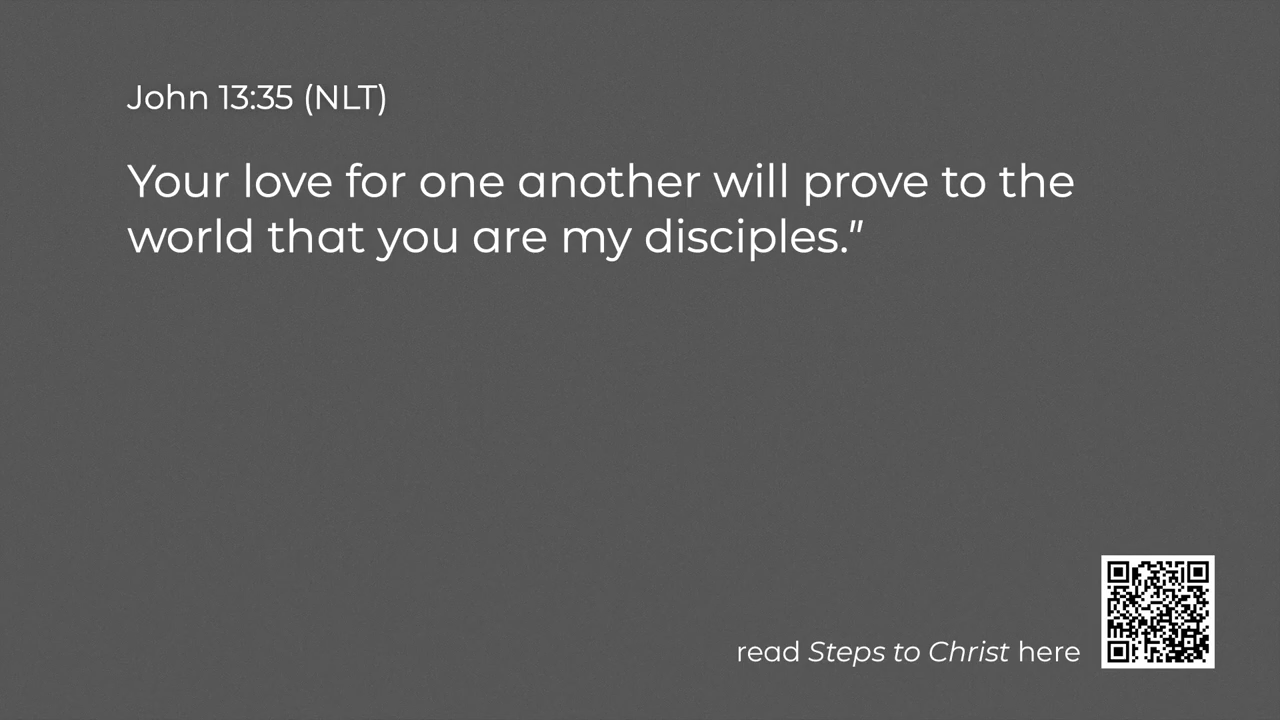 John 13:35 (NLT)
Your love for one another will prove to the
world that you are my disciples.”
read Steps to Christ here